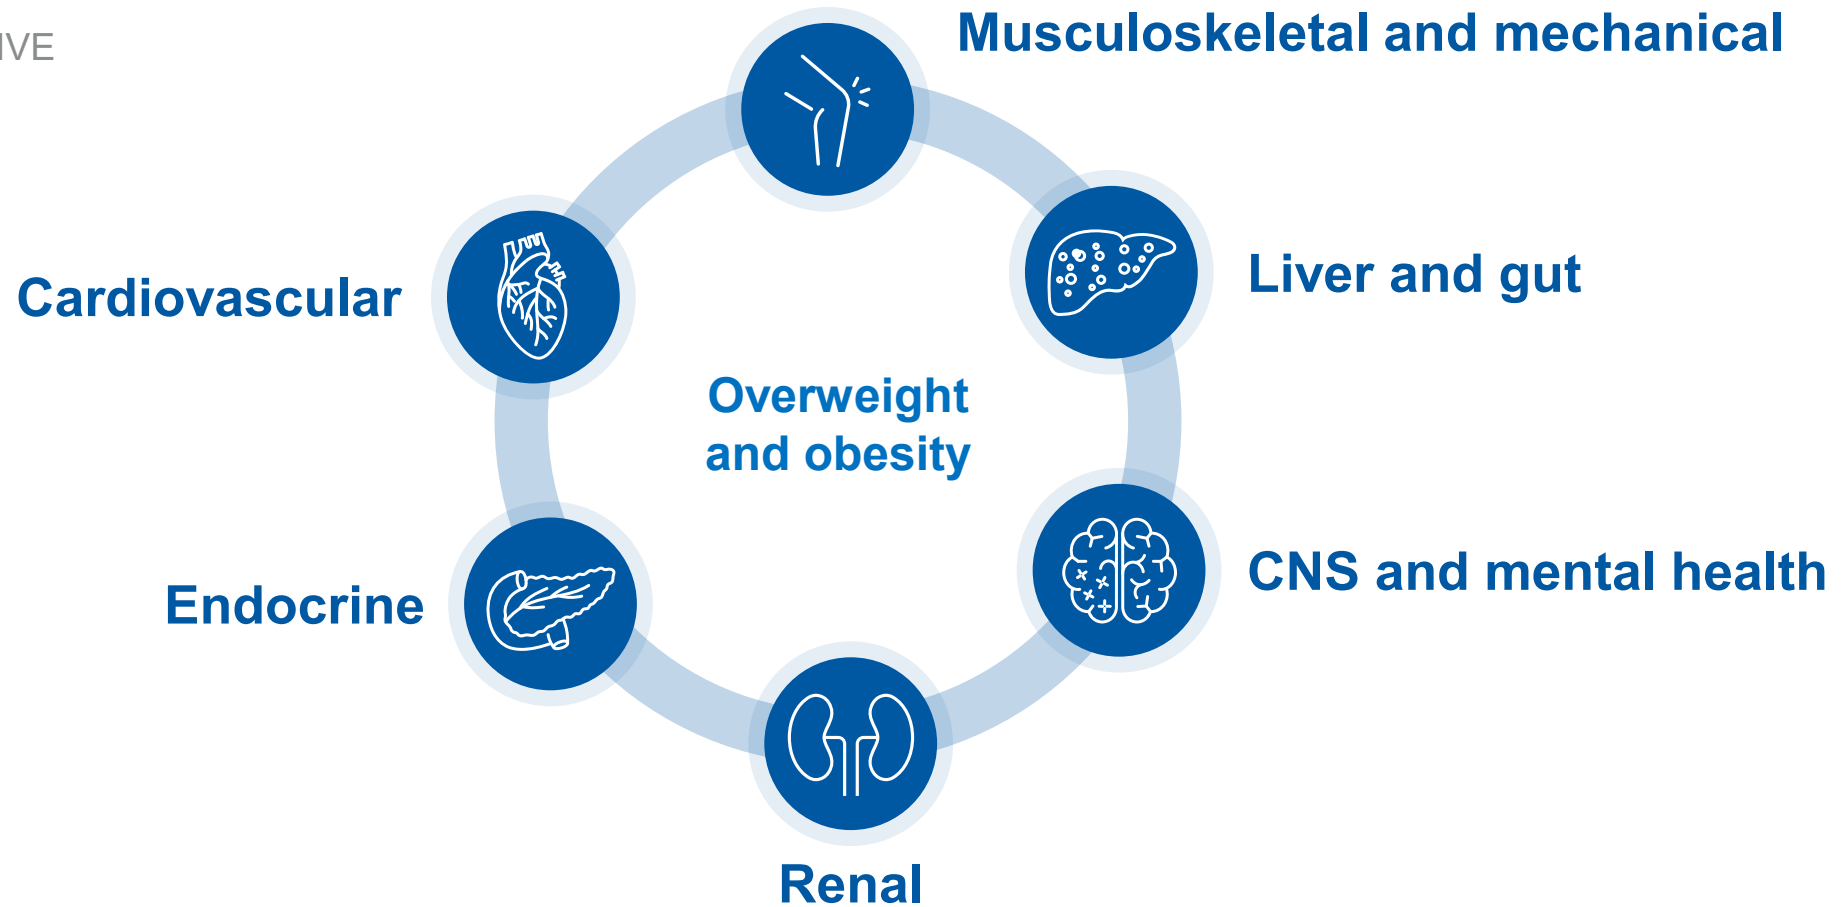 Musculoskeletal and mechanical
IVE
Liver and gut
Cardiovascular
Overweight
and obesity
CNS and mental health
Endocrine
Renal